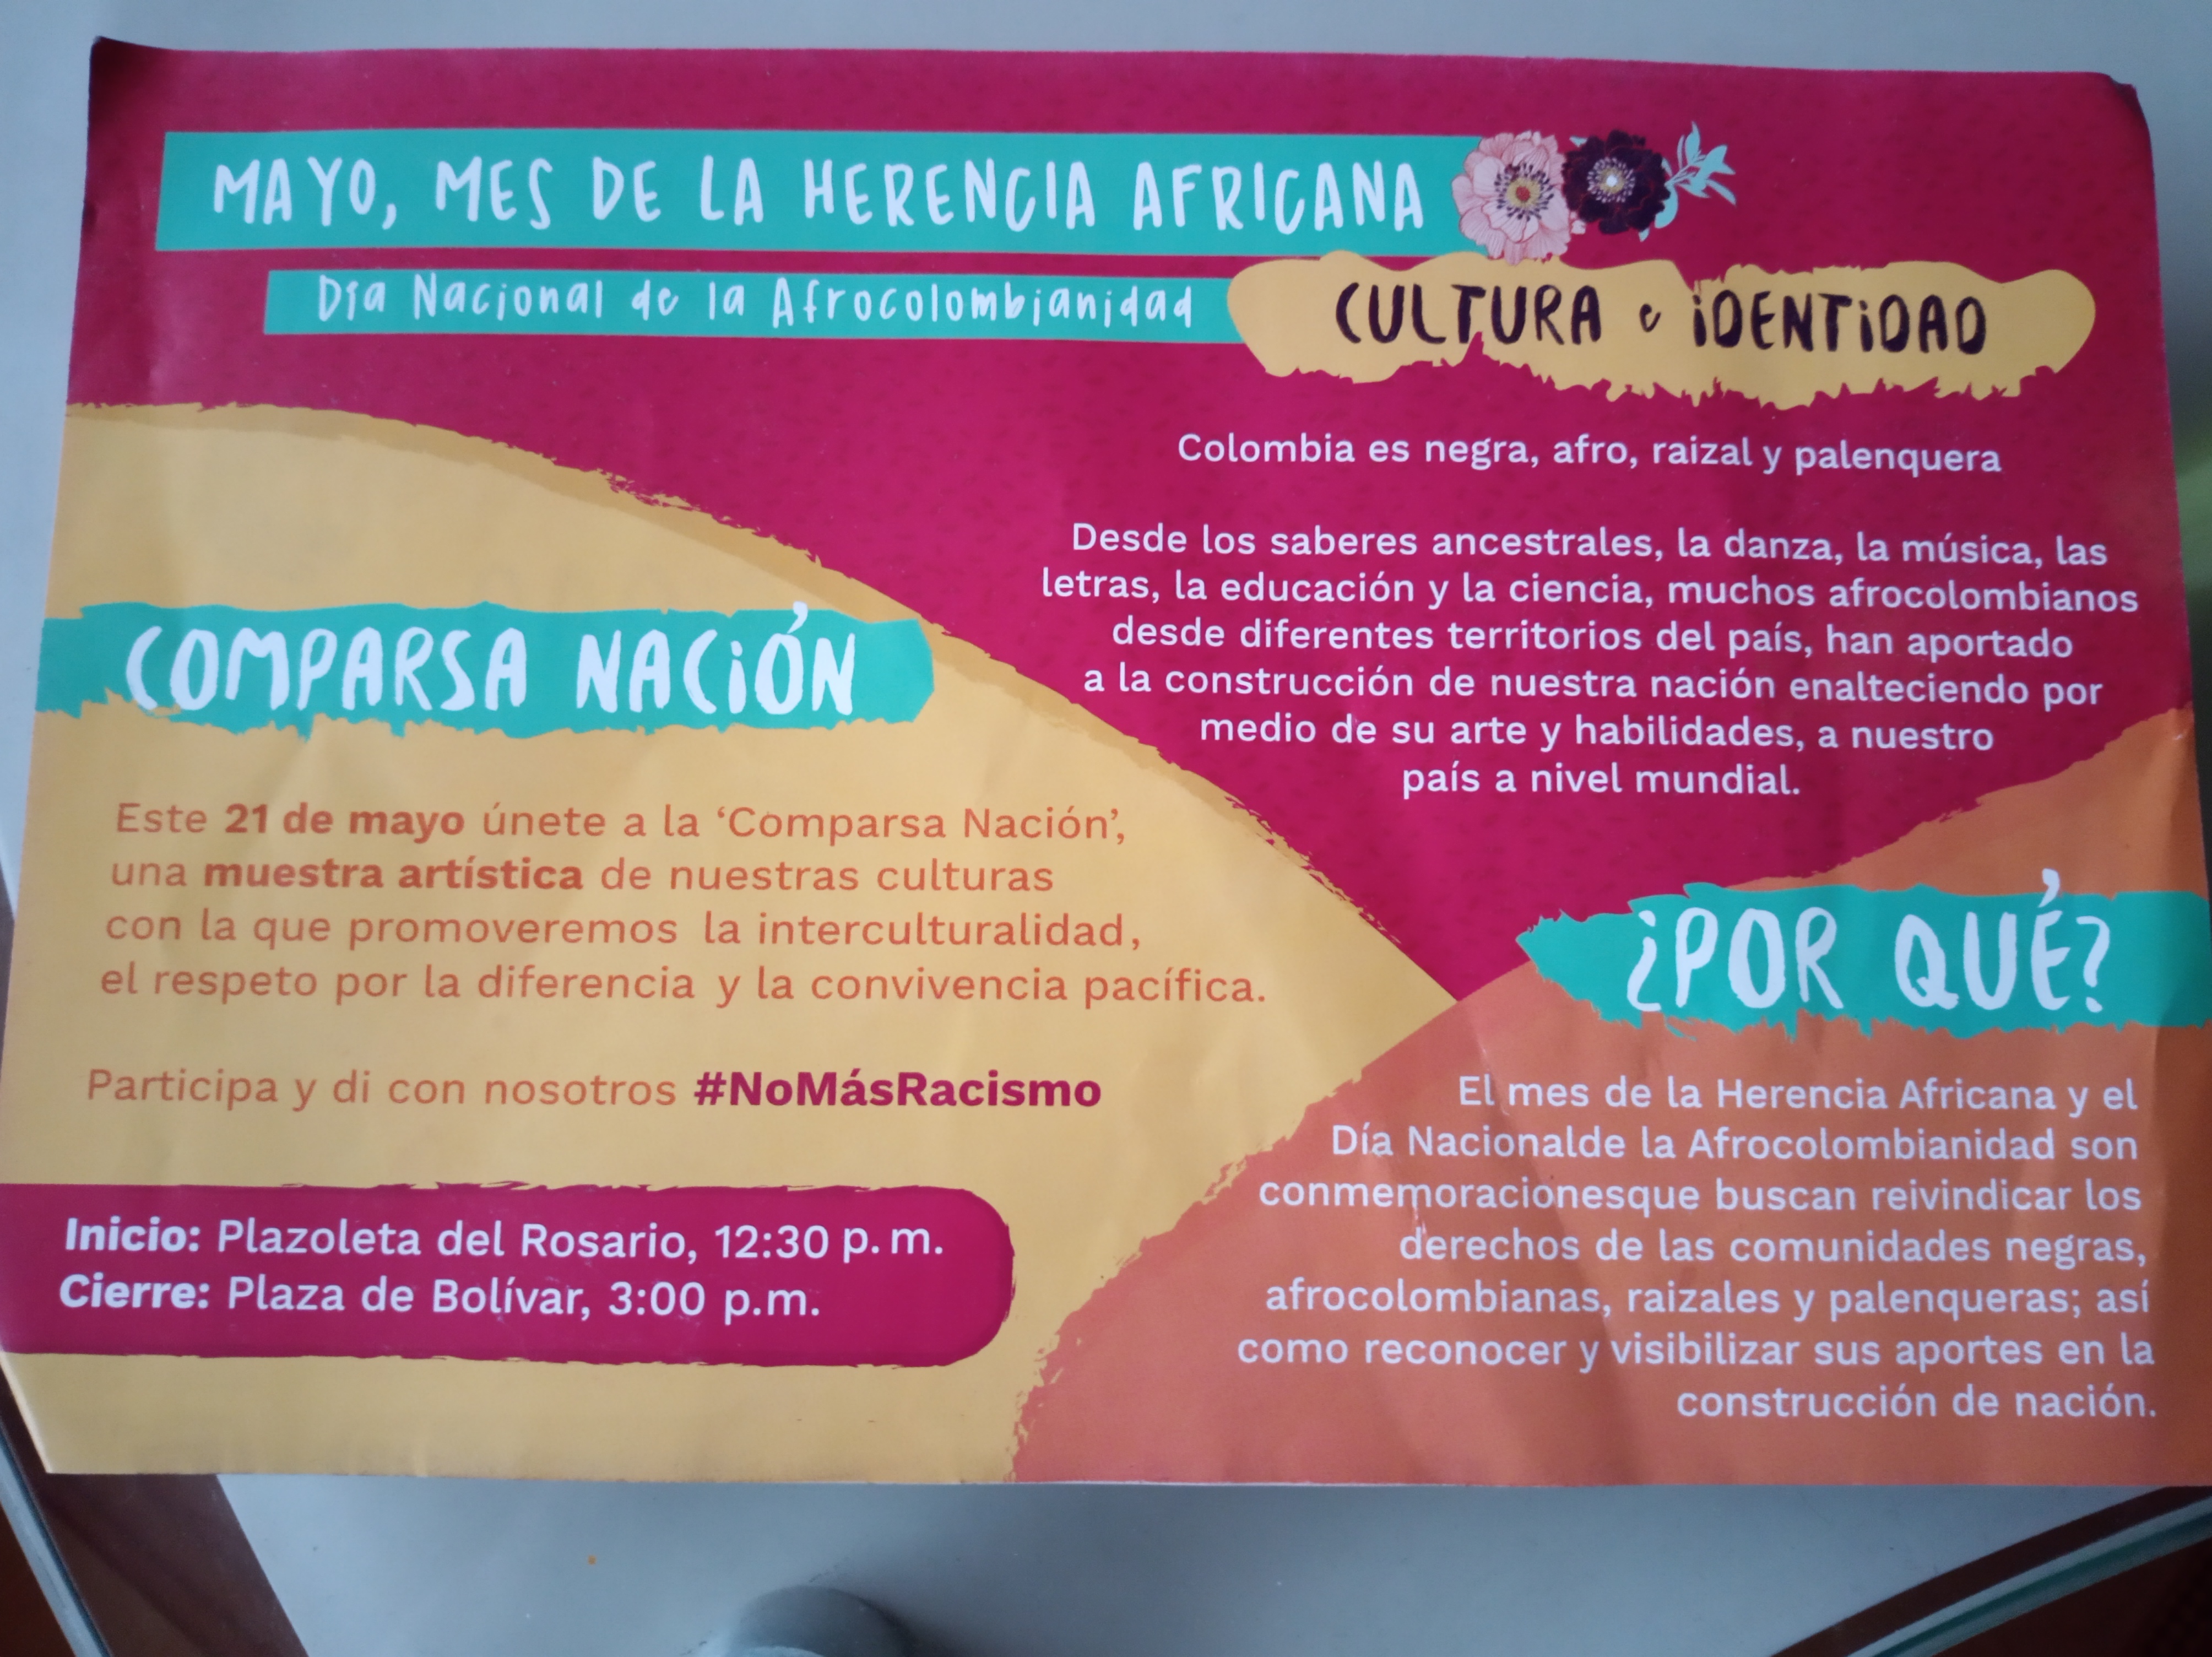 MAYO, MES DE LA HERENCIA AFRICANA
Día Nacional de la Afrocolombianidad
CULTURA e iDENTiDAD
Colombia es negra, afro, raizal y palenquera
Desde los saberes ancestrales, la danza, la música, las
letras, la educación y la ciencia, muchos afrocolombianos
desde diferentes territorios del país, han aportado
a la construcción de nuestra nación enalteciendo por
medio de su arte y habilidades, a nuestro
país a nivel mundial.
COMPARSA NACiÓN
Este 21 de mayo únete a la ‘Comparsa Nación’,
una muestra artística de nuestras culturas
con la que promoveremos la interculturalidad,
el respeto por la diferencia y la convivencia pacífica.
Participa y di con nosotros #NoMásRacismo
Inicio: Plazoleta del Rosario, 12:30 p. m.
Cierre: Plaza de Bolívar, 3:00 p.m.
¿POR QUÉ?
El mes de la Herencia Africana y el
Día Nacionalde la Afrocolombianidad son
conmemoracionesque buscan reivindicar los
derechos de las comunidades negras,
afrocolombianas, raizales y palenqueras; así
como reconocer y visibilizar sus aportes en la
construcción de nación.